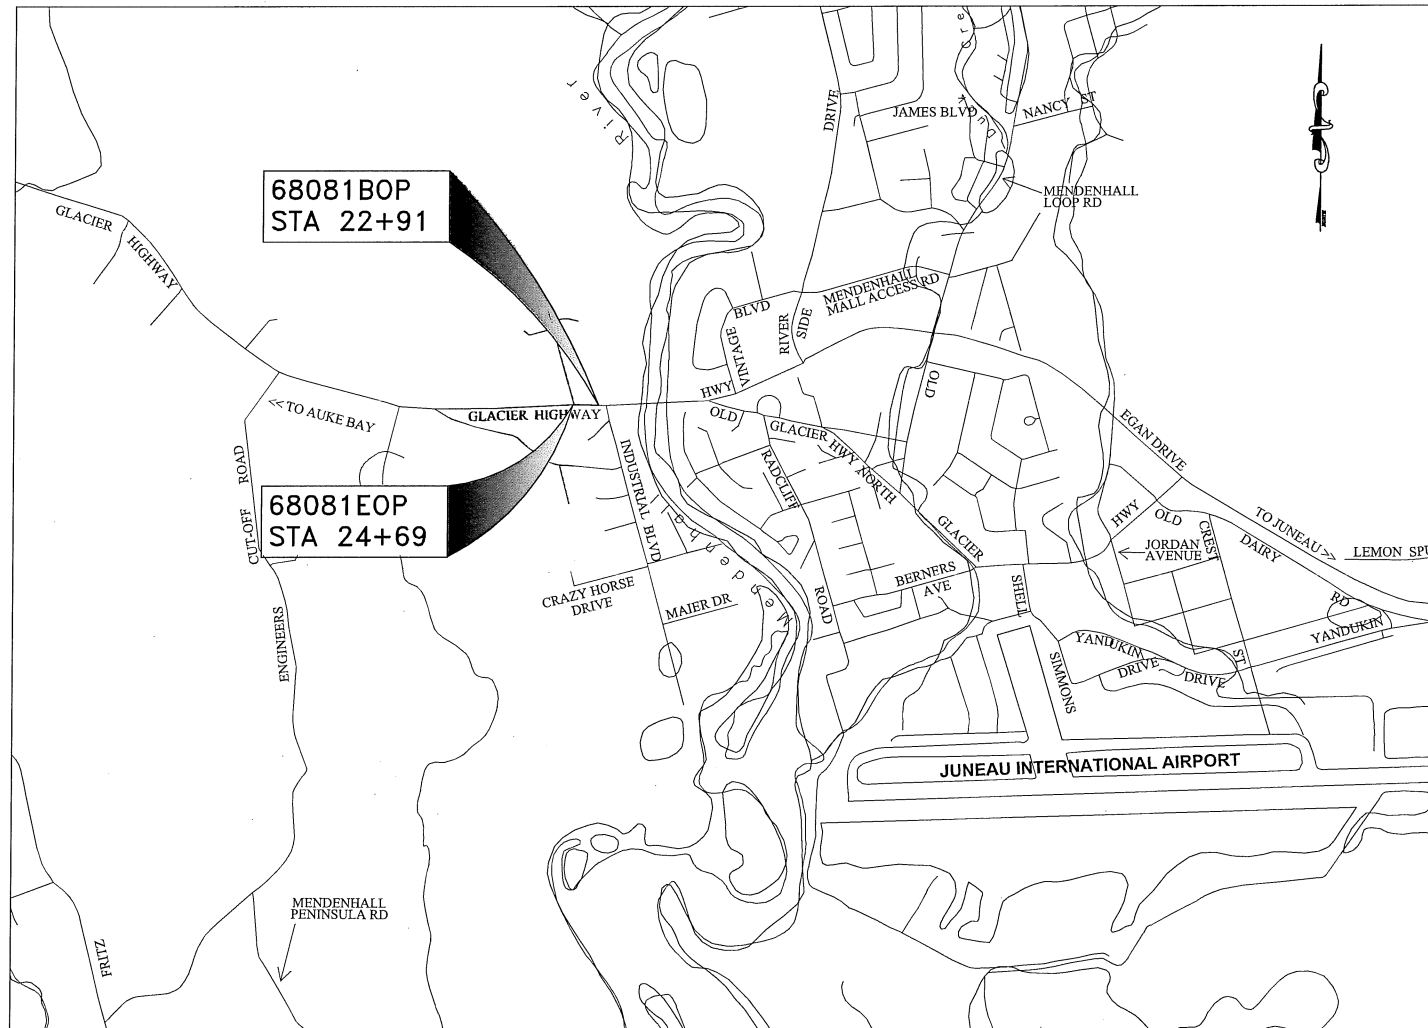 River
DRIVE
Creek
Duck
JAMES BLVD
NANCY ST
68081BOP
STA 22+91
MENDENHALL
LOOP RD
GLACIER
HIGHWAY
MENDENHALL
MALL ACCESS RD
BLVD
VINTAGE
RIVER
SIDE
HWY
OLD
<< TO AUKE BAY
GLACIER HIGHWAY
OLD
GLACIER
HWY NORTH
EGAN DRIVE
CUT-OFF ROAD
INDUSTRIAL BLVD
RADCLIFF
68081EOP
STA 24+69
GLACIER
HWY
OLD
DAIRY
RD
CREST
ST
TO JUNEAU >>
LEMON SPU
JORDAN
AVENUE
Mendenhall
BERNERS
AVE
SHELL
CRAZY HORSE
DRIVE
MAIER DR
ROAD
ENGINEERS
YANDUKIN
DRIVE
DRIVE
YANDUKIN
SIMMONS
JUNEAU INTERNATIONAL AIRPORT
MENDENHALL
PENINSULA RD
FRITZ